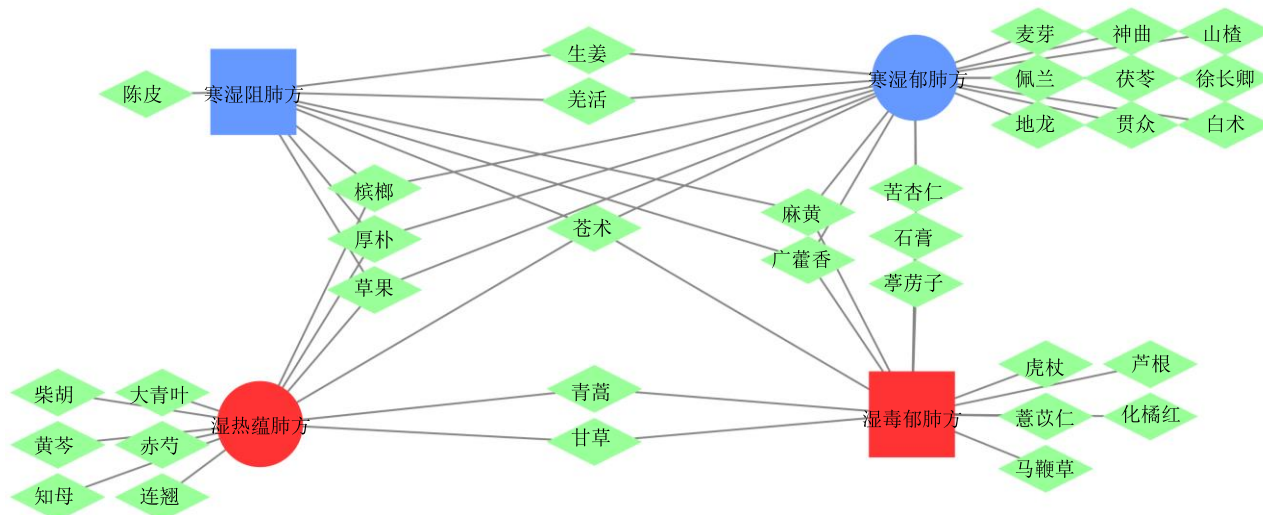 麦芽
神曲
山楂
生姜
陈皮
寒湿阻肺方
寒湿郁肺方
佩兰
茯苓
徐长卿
羌活
地龙
贯众
白术
槟榔
苦杏仁
麻黄
厚朴
苍术
石膏
广藿香
草果
葶苈子
柴胡
大青叶
青蒿
虎杖
芦根
湿热蕴肺方
湿毒郁肺方
薏苡仁
化橘红
黄芩
赤芍
甘草
马鞭草
知母
连翘